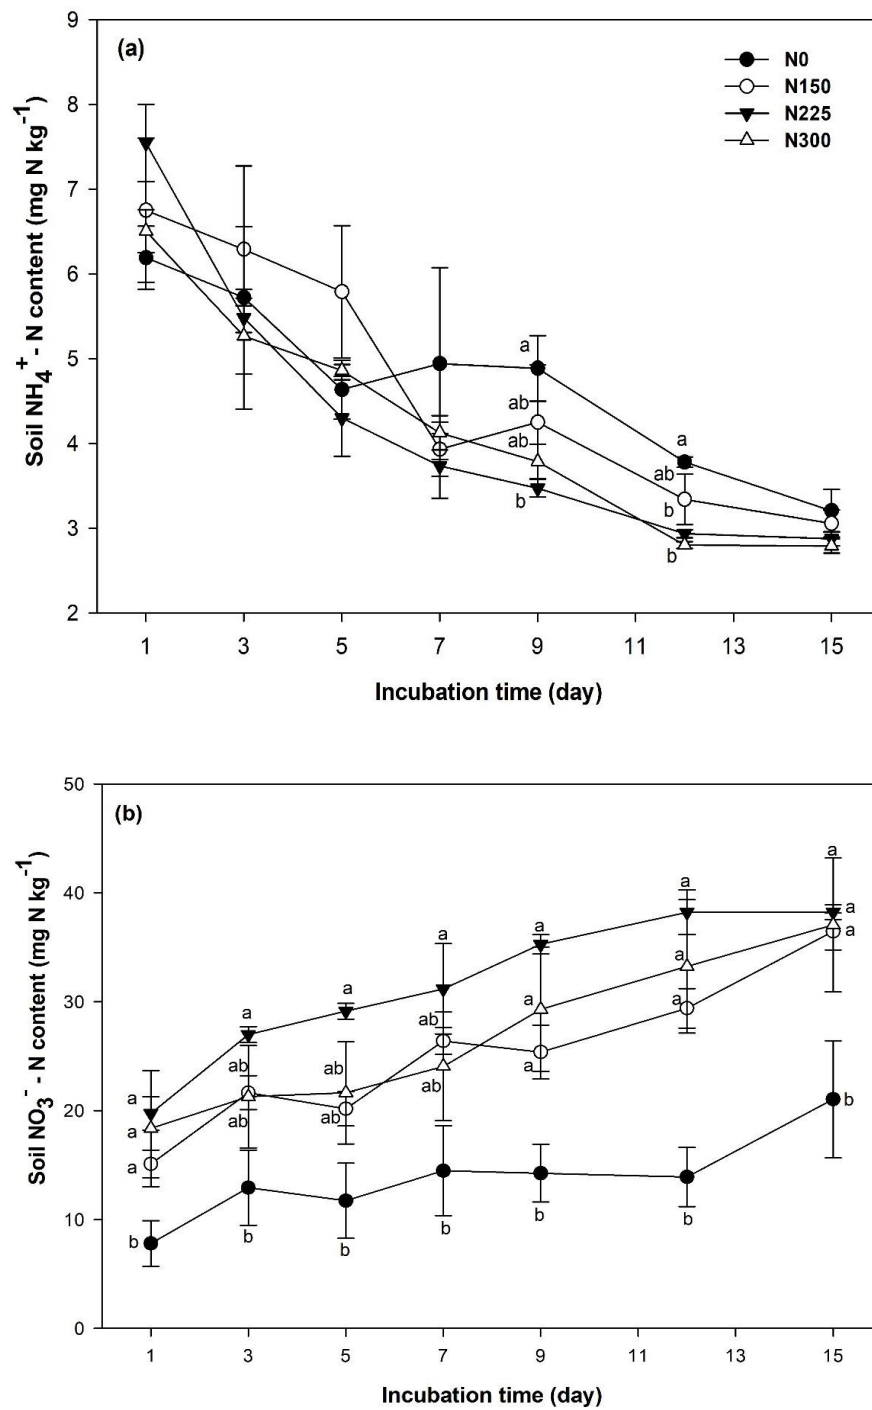 (a)
N0
N150
N225
N300
Soil NH4+ - N content (mg N kg-1)
9
8
7
6
5
4
3
2
a
ab
ab
b
a
ab
b
b
1 3 5 7 9 11 13 15
Incubation time (day)
(b)
Soil NO3- - N content (mg N kg-1)
50
40
30
20
10
0
a
a
a
b
a
ab
ab
b
a
ab
ab
b
a
ab
ab
b
a
a
a
b
a
a
a
b
a
a
a
b
1 3 5 7 9 11 13 15
Incubation time (day)